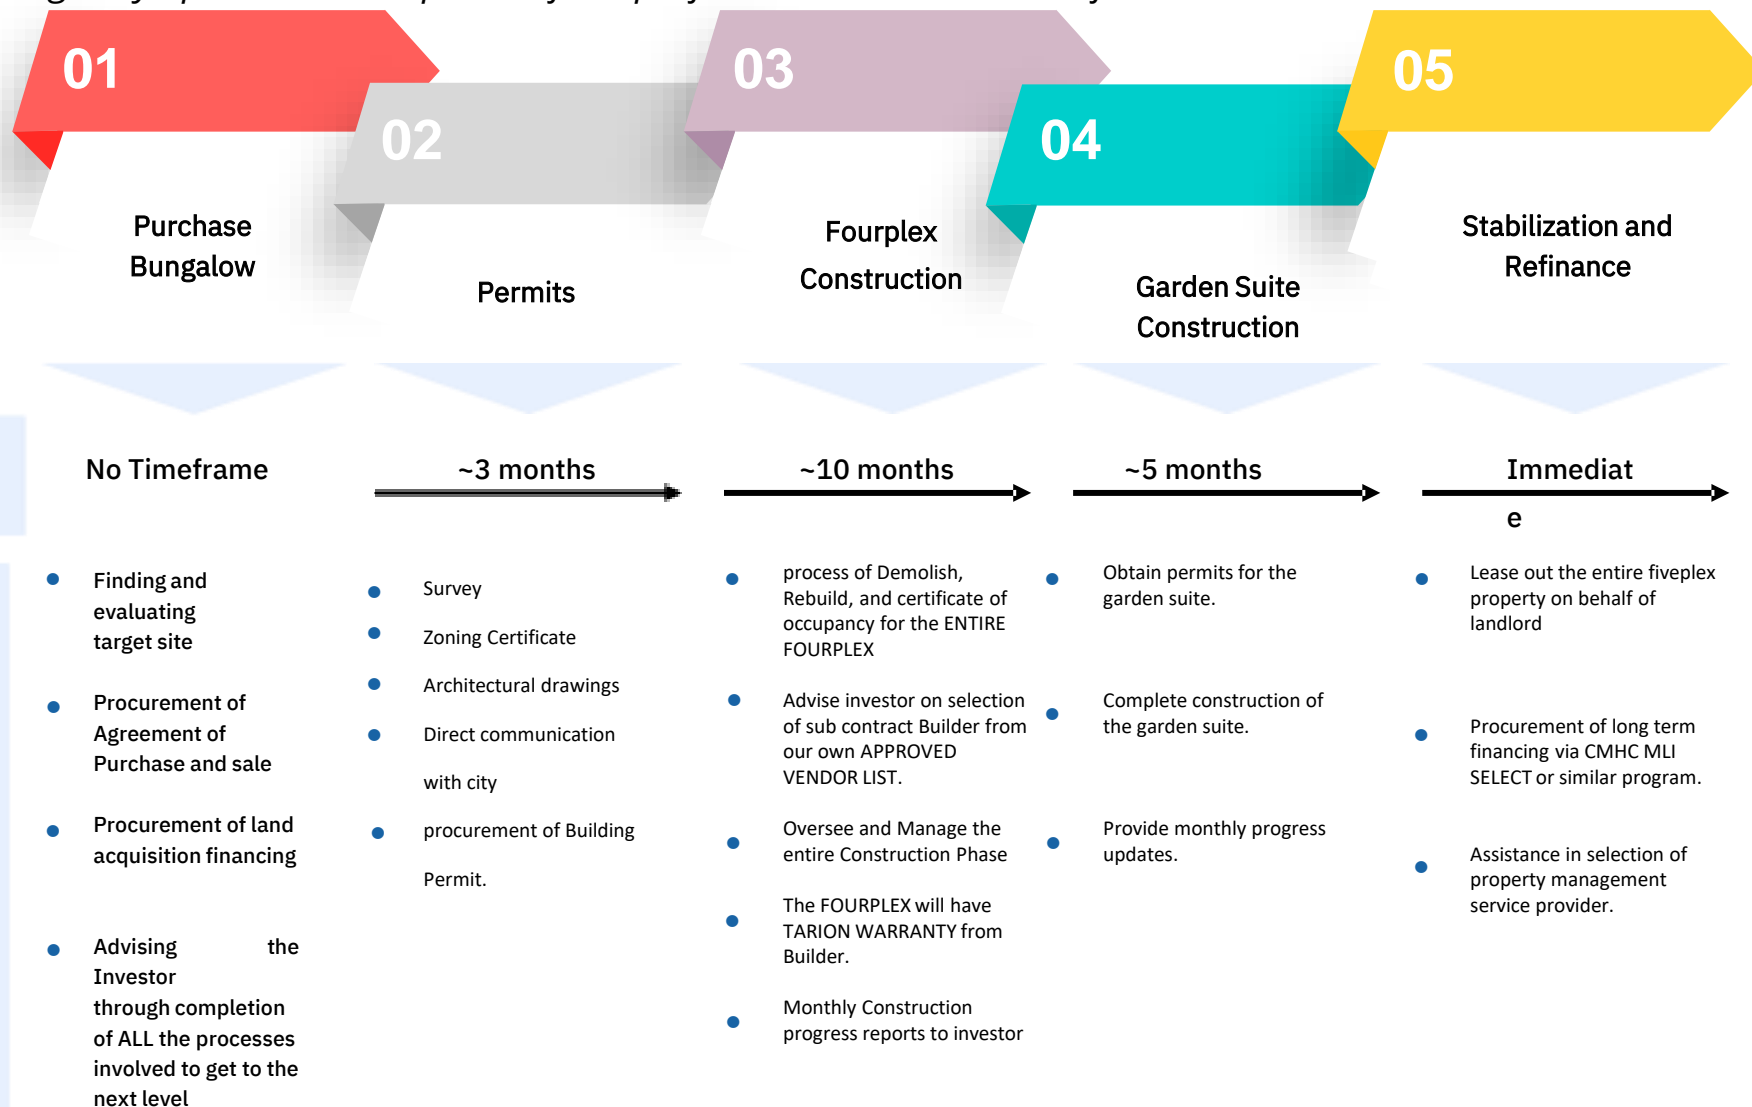 01
02
03
04
05
Purchase
Bungalow
Permits
Fourplex
Construction
Garden Suite
Construction
Stabilization and
Refinance
No Timeframe
~3 months
~10 months
~5 months
Immediat
e
Finding and
evaluating
target site
Procurement of
Agreement of
Purchase and sale
Procurement of land
acquisition financing
Advising the
Investor
through completion
of ALL the processes
involved to get to the
next level
Survey
Zoning Certificate
Architectural drawings
Direct communication
with city
procurement of Building
Permit.
process of Demolish,
Rebuild, and certificate of
occupancy for the ENTIRE
FOURPLEX
Advise investor on selection
of sub contract Builder from
our own APPROVED
VENDOR LIST.
Oversee and Manage the
entire Construction Phase
The FOURPLEX will have
TARION WARRANTY from
Builder.
Monthly Construction
progress reports to investor
Obtain permits for the
garden suite.
Complete construction of
the garden suite.
Provide monthly progress
updates.
Lease out the entire fiveplex
property on behalf of
landlord
Procurement of long term
financing via CMHC MLI
SELECT or similar program.
Assistance in selection of
property management
service provider.